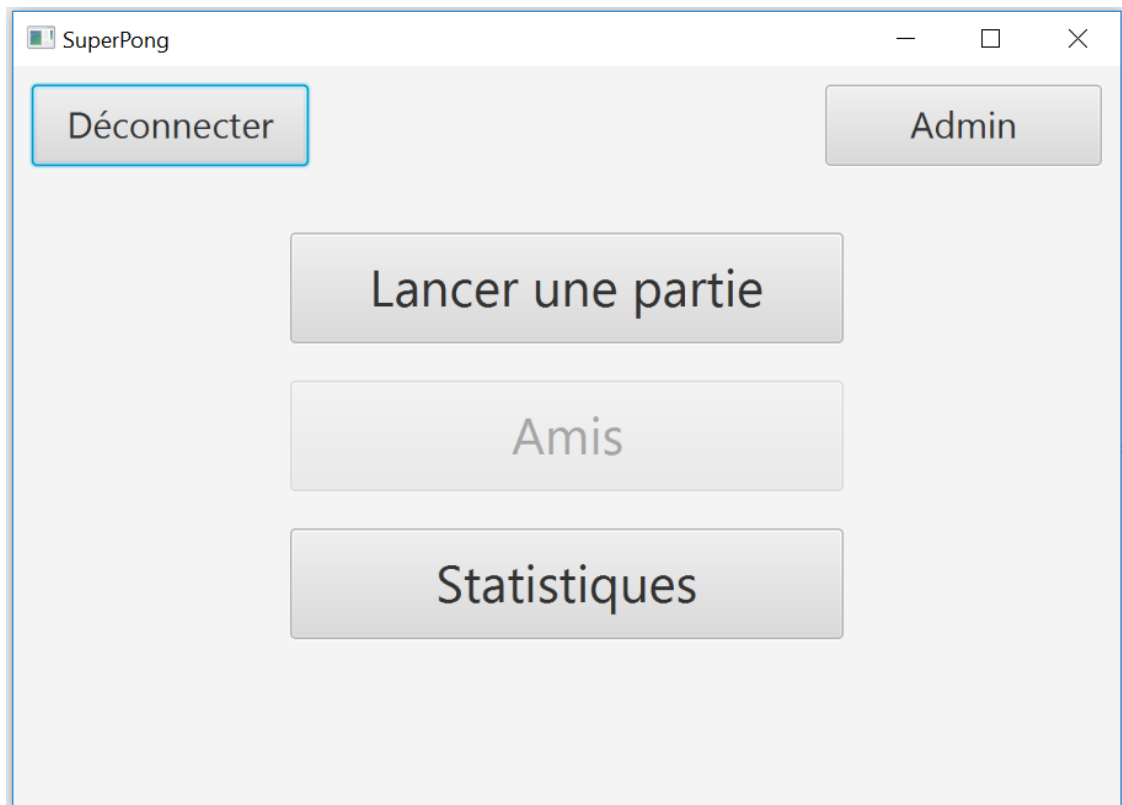 SuperPong
Déconnecter
Admin
Lancer une partie
Amis
Statistiques